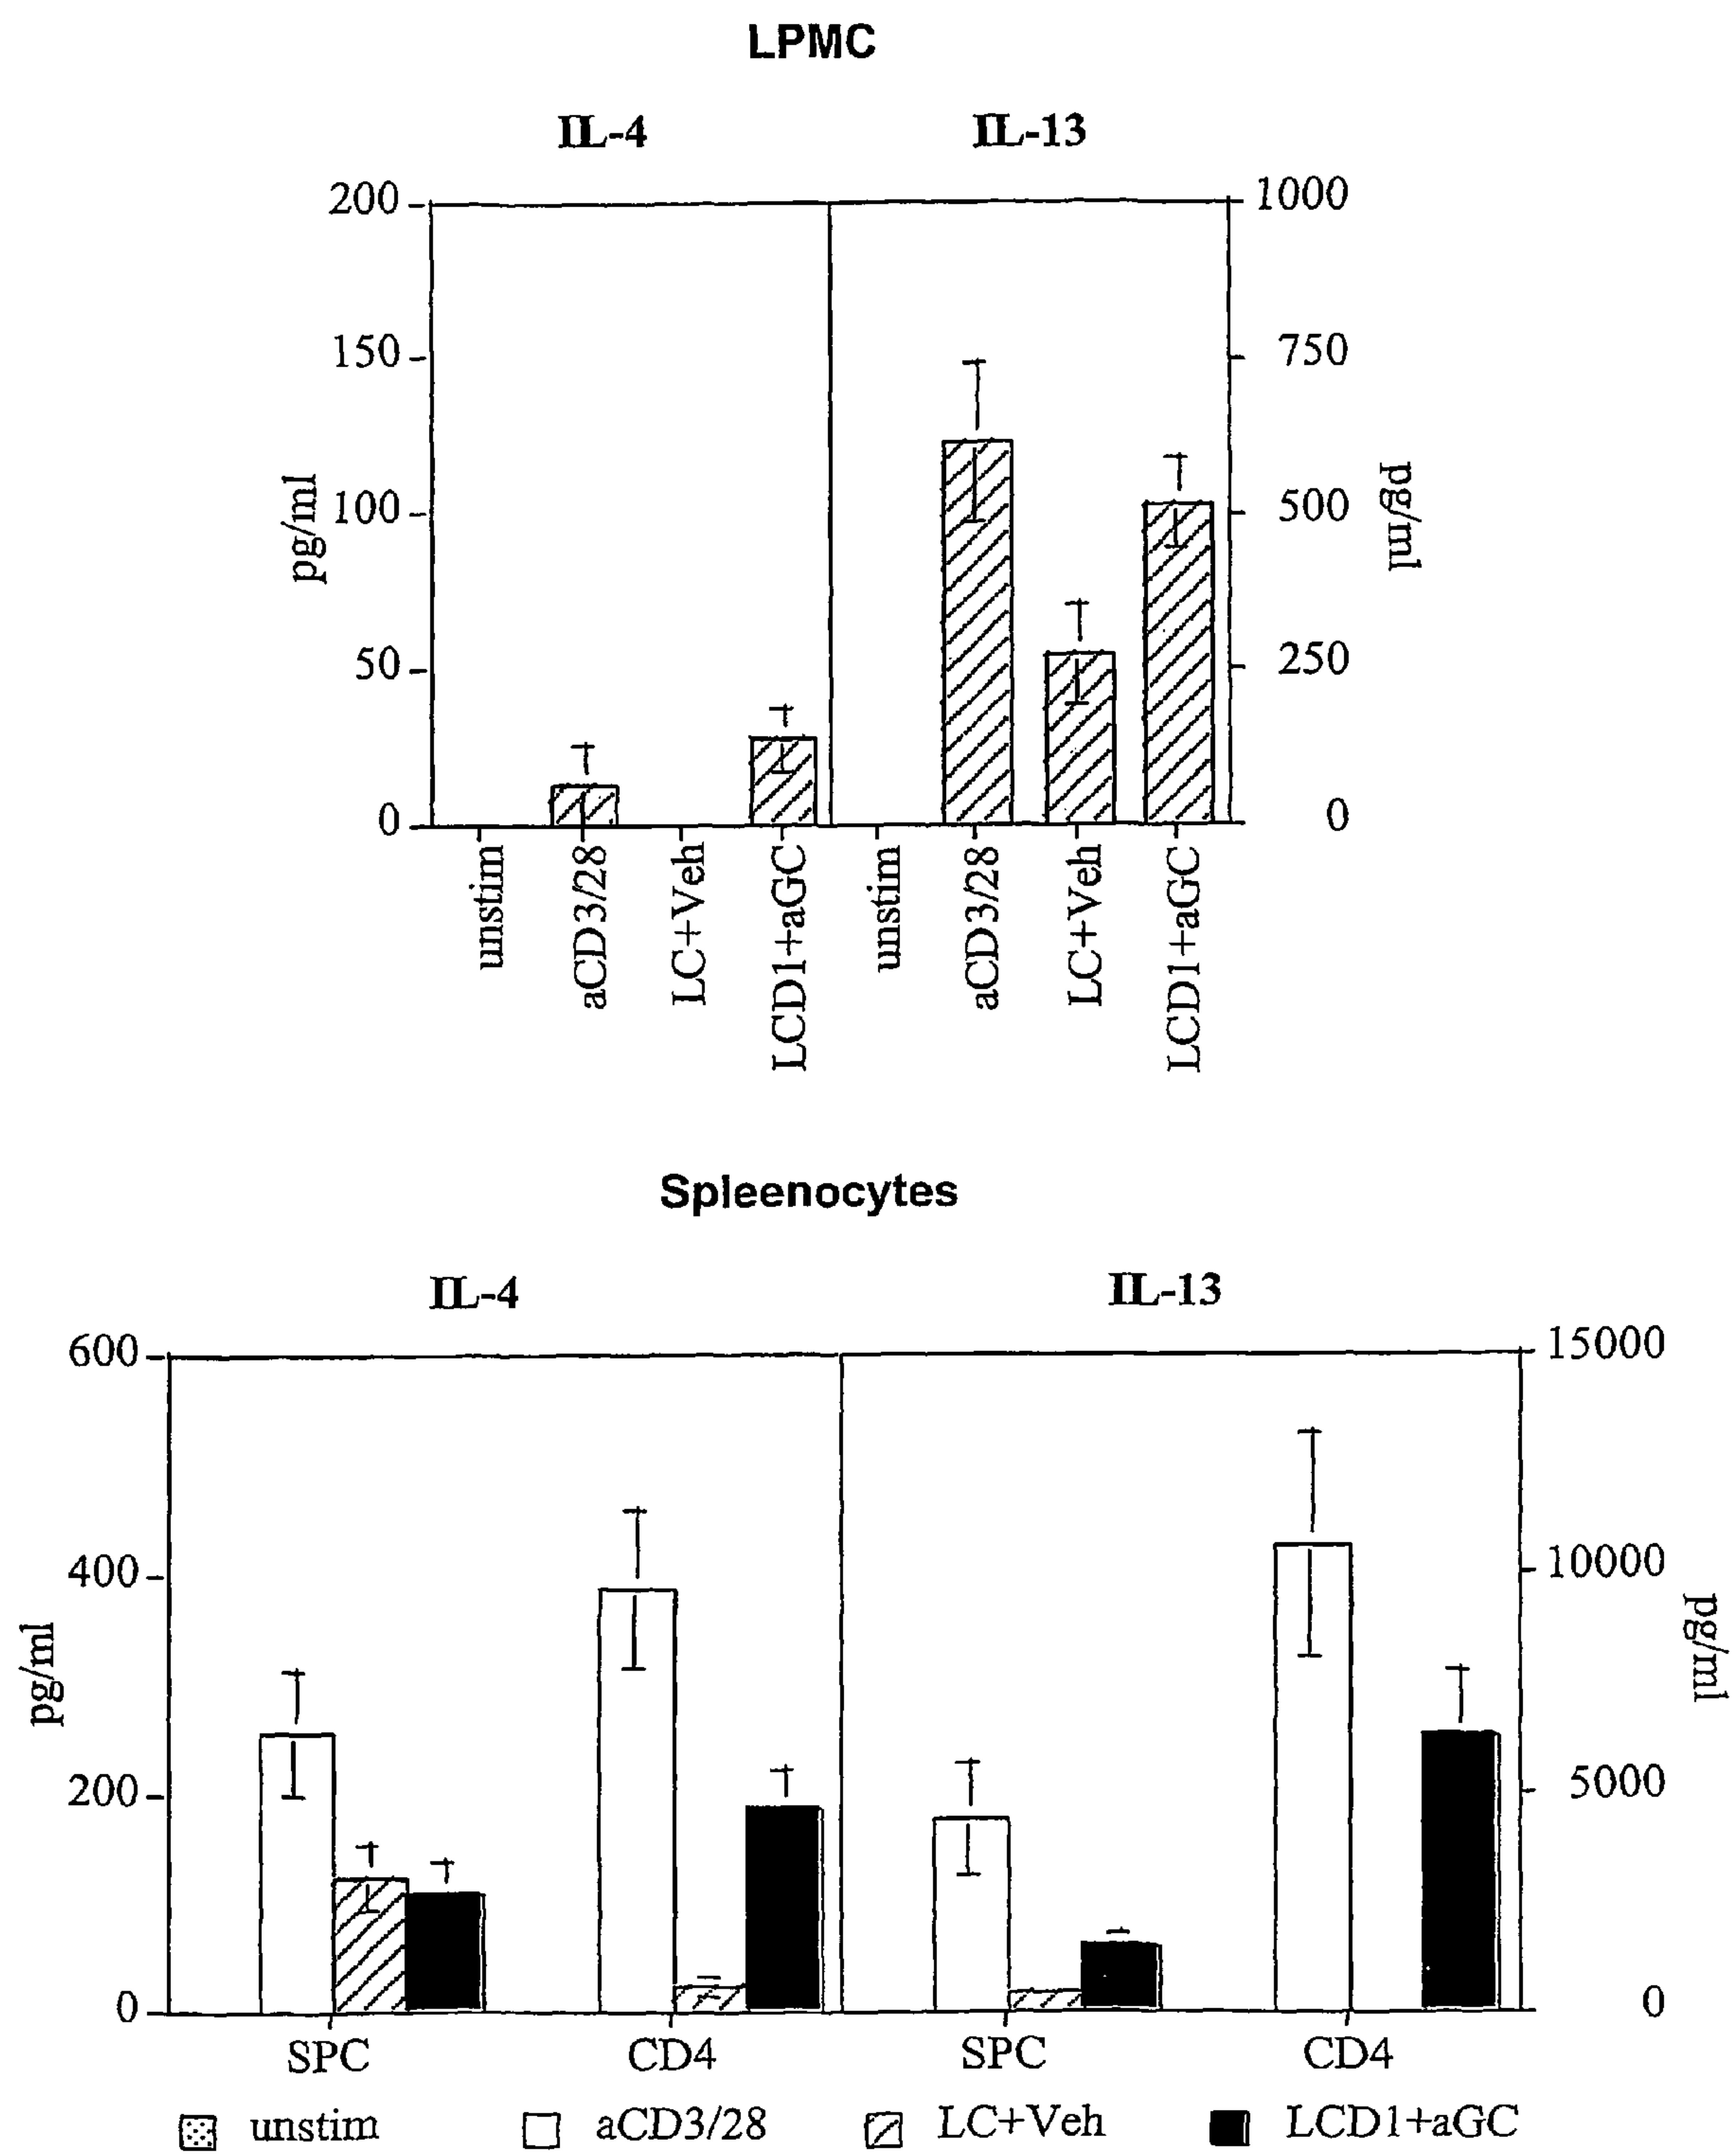 LPMC
IL-4 IL-13
200 1000
150 750
100 500
50 250
0 0
pg/ml pg/ml
unstim aCD3/28 LC+Veh LCD1+aGC unstim aCD3/28 LC+Veh LCD1+aGC
Spleenocytes
IL-4 IL-13
600 15000
400 10000
200 5000
0 0
pg/ml pg/ml
SPC CD4 SPC CD4
unstim aCD3/28 LC+Veh LCD1+aGC